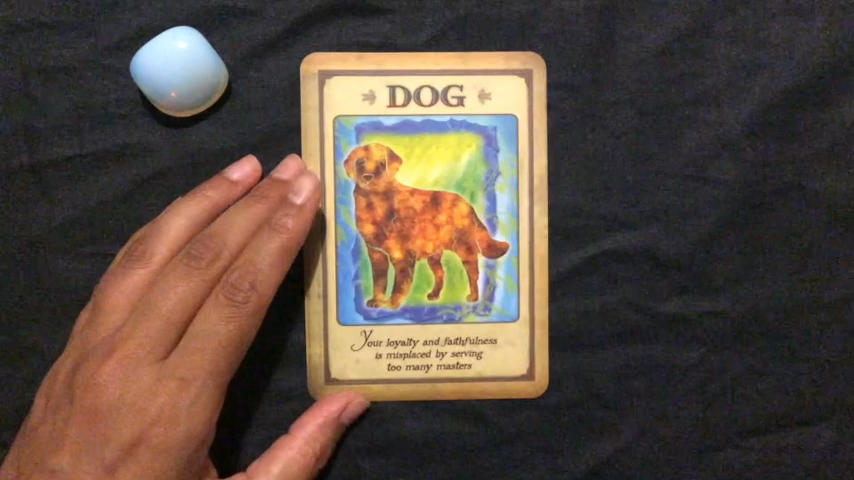 DOG
Your loyalty and faithfulness
is misplaced by serving
too many masters